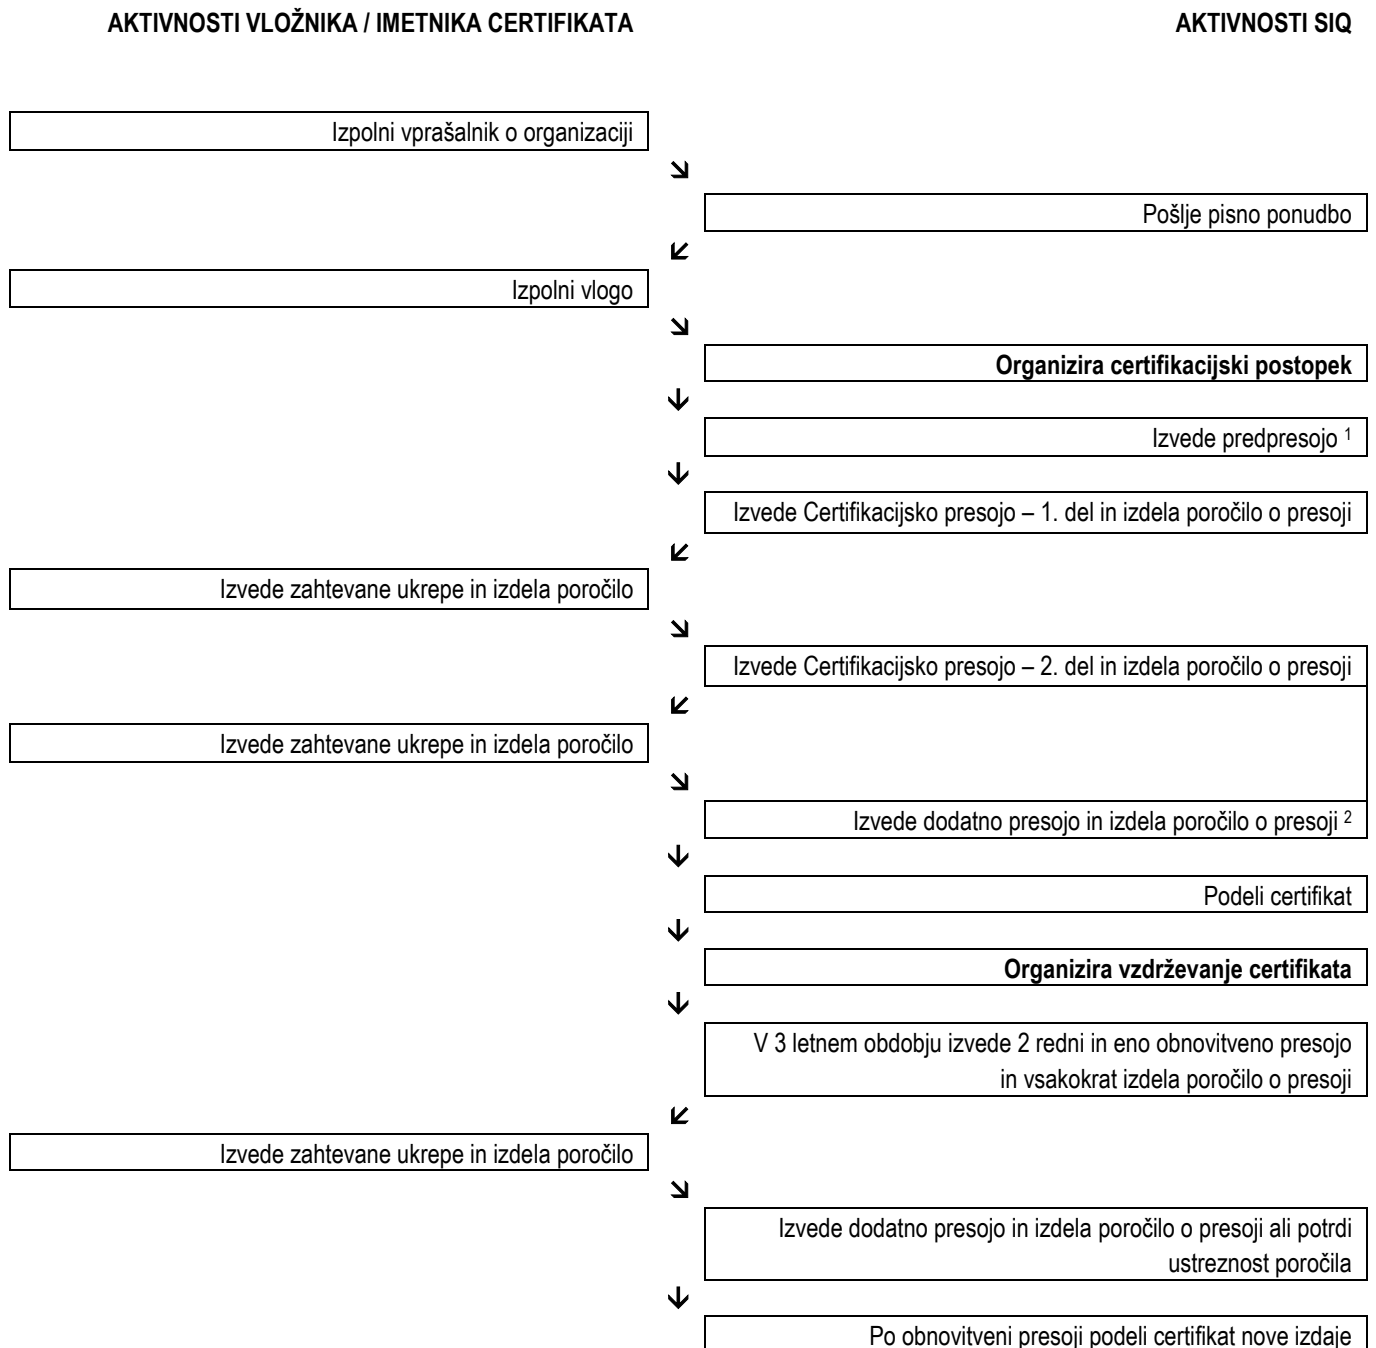 AKTIVNOSTI VLOŽNIKA / IMETNIKA CERTIFIKATA
AKTIVNOSTI SIQ
Izpolni vprašalnik o organizaciji
Pošlje pisno ponudbo
Izpolni vlogo
Organizira certifikacijski postopek
Izvede predpresojo 1
Izvede Certifikacijsko presojo – 1. del in izdela poročilo o presoji
Izvede zahtevane ukrepe in izdela poročilo
Izvede Certifikacijsko presojo – 2. del in izdela poročilo o presoji
Izvede zahtevane ukrepe in izdela poročilo
Izvede dodatno presojo in izdela poročilo o presoji 2
Podeli certifikat
Organizira vzdrževanje certifikata
V 3 letnem obdobju izvede 2 redni in eno obnovitveno presojo
in vsakokrat izdela poročilo o presoji
Izvede zahtevane ukrepe in izdela poročilo
Izvede dodatno presojo in izdela poročilo o presoji ali potrdi
ustreznost poročila
Po obnovitveni presoji podeli certifikat nove izdaje